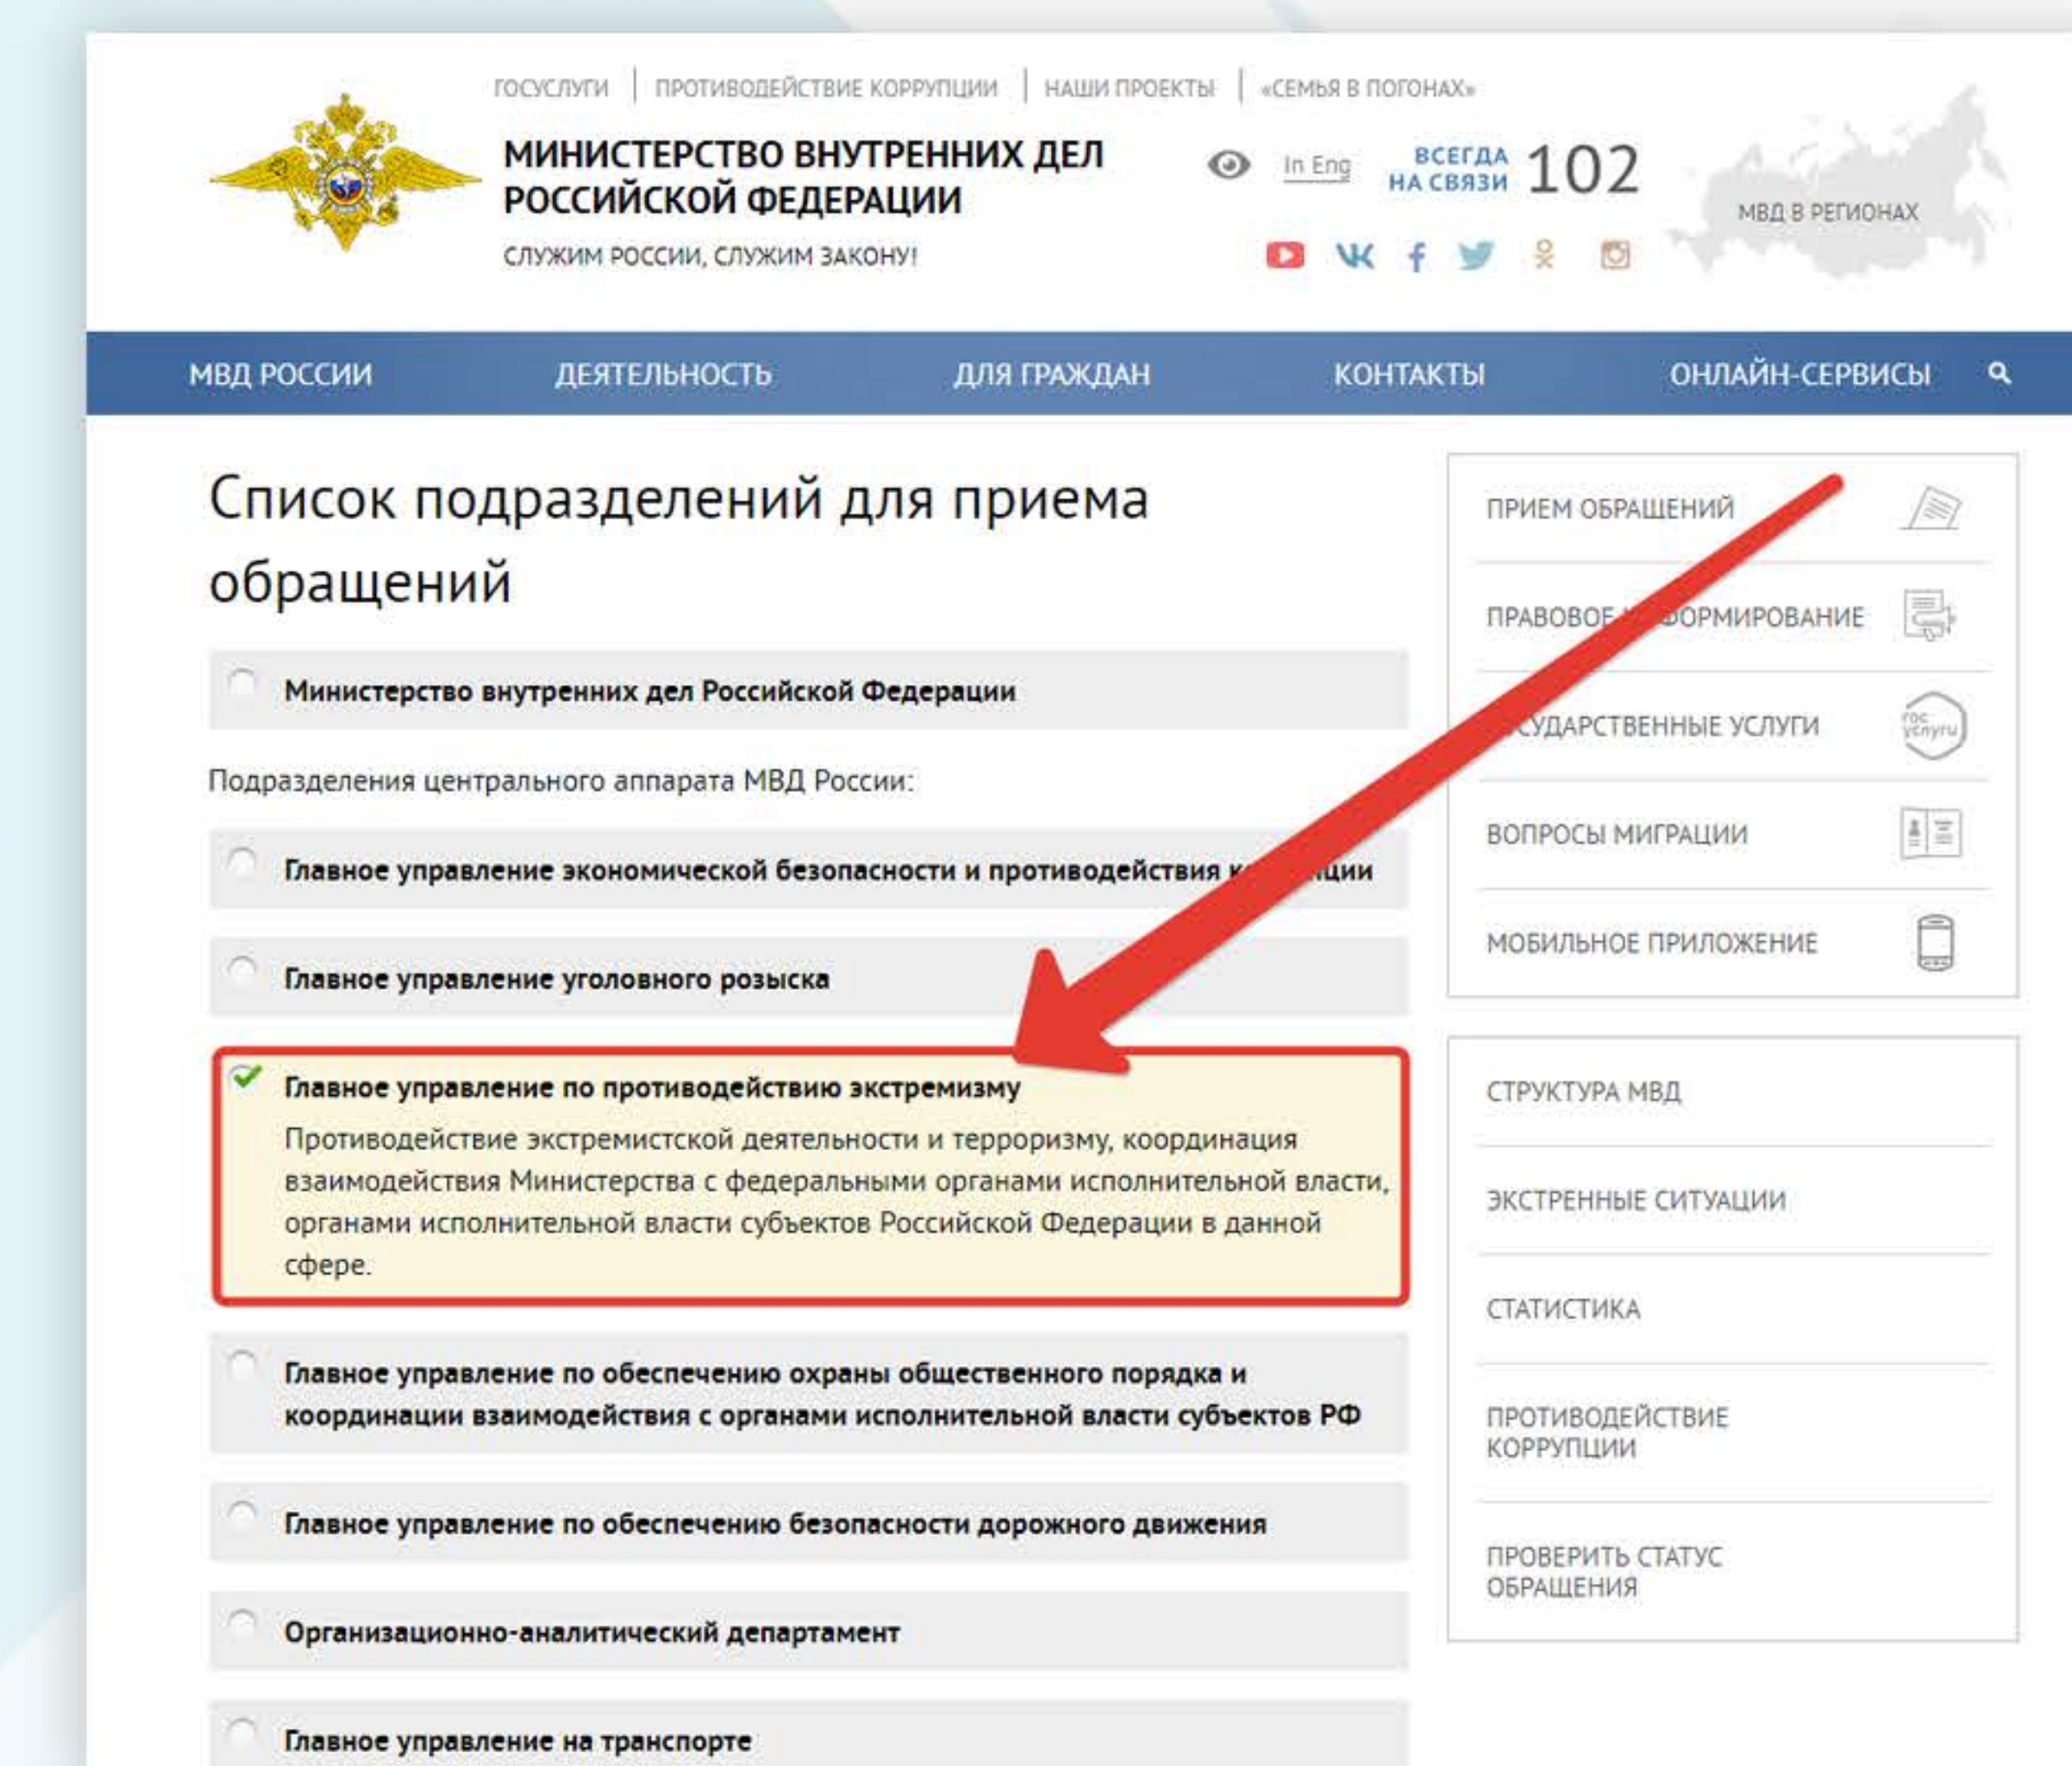 ГОСУСЛУГИ ПРОТИВОДЕЙСТВИЕ КОРРУПЦИИ НАШИ ПРОЕКТЫ «СЕМЬЯ В ПОГОНАХ»
МИНИСТЕРСТВО ВНУТРЕННИХ ДЕЛ
РОССИЙСКОЙ ФЕДЕРАЦИИ
СЛУЖИМ РОССИИ, СЛУЖИМ ЗАКОНУ!
In Eng
ВСЕГДА
НА СВЯЗИ
102
МВД В РЕГИОНАХ
МВД РОССИИ ДЕЯТЕЛЬНОСТЬ ДЛЯ ГРАЖДАН КОНТАКТЫ ОНЛАЙН-СЕРВИСЫ
Список подразделений для приема
обращений
Министерство внутренних дел Российской Федерации
Подразделения центрального аппарата МВД России:
Главное управление экономической безопасности и противодействия
Главное управление уголовного розыска
Главное управление по противодействию экстремизму
Противодействие экстремистской деятельности и терроризму, координация
взаимодействия Министерства с федеральными органами исполнительной власти,
органами исполнительной власти субъектов Российской Федерации в данной
сфере.
Главное управление по обеспечению охраны общественного порядка и
координации взаимодействия с органами исполнительной власти субъектов РФ
Главное управление по обеспечению безопасности дорожного движения
Организационно-аналитический департамент
Главное управление на транспорте
ПРИЕМ ОБРАЩЕНИЙ
ПРАВОВОЕ
УСЛУГИ
гос
услуги
ВОПРОСЫ МИГРАЦИИ
МОБИЛЬНОЕ ПРИЛОЖЕНИЕ
СТРУКТУРА МВД
ЭКСТРЕННЫЕ СИТУАЦИИ
СТАТИСТИКА
ПРОТИВОДЕЙСТВИЕ
КОРРУПЦИИ
ПРОВЕРИТЬ СТАТУС
ОБРАЩЕНИЯ